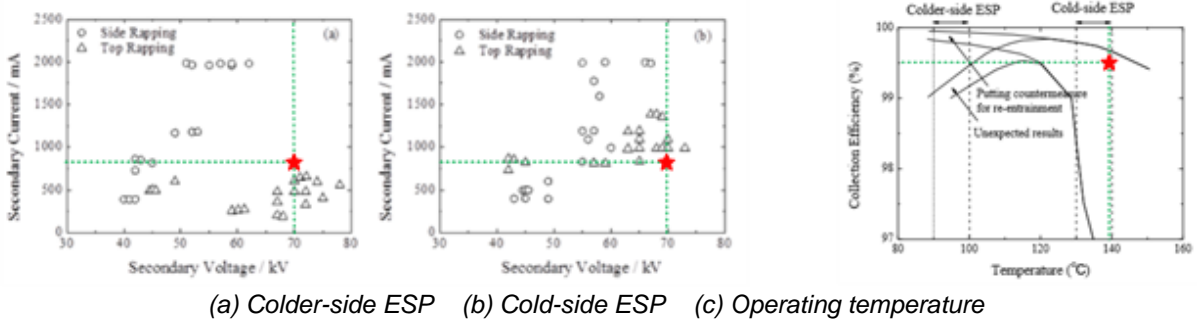 Colder-side ESP
Cold-side ESP
2500
2000
1500
1000
500
0
30
40
50
60
70
80
Secondary Current / mA
Secondary Voltage / kV
Side Rapping
Top Rapping
(a)
2500
2000
1500
1000
500
0
30
40
50
60
70
80
Secondary Current / mA
Secondary Voltage / kV
Side Rapping
Top Rapping
(b)
100
99
98
97
80
100
120
140
160
Collection Efficiency (%)
Temperature (℃)
Putting countermeasure
for re-entrainment
Unexpected results
(a) Colder-side ESP (b) Cold-side ESP (c) Operating temperature